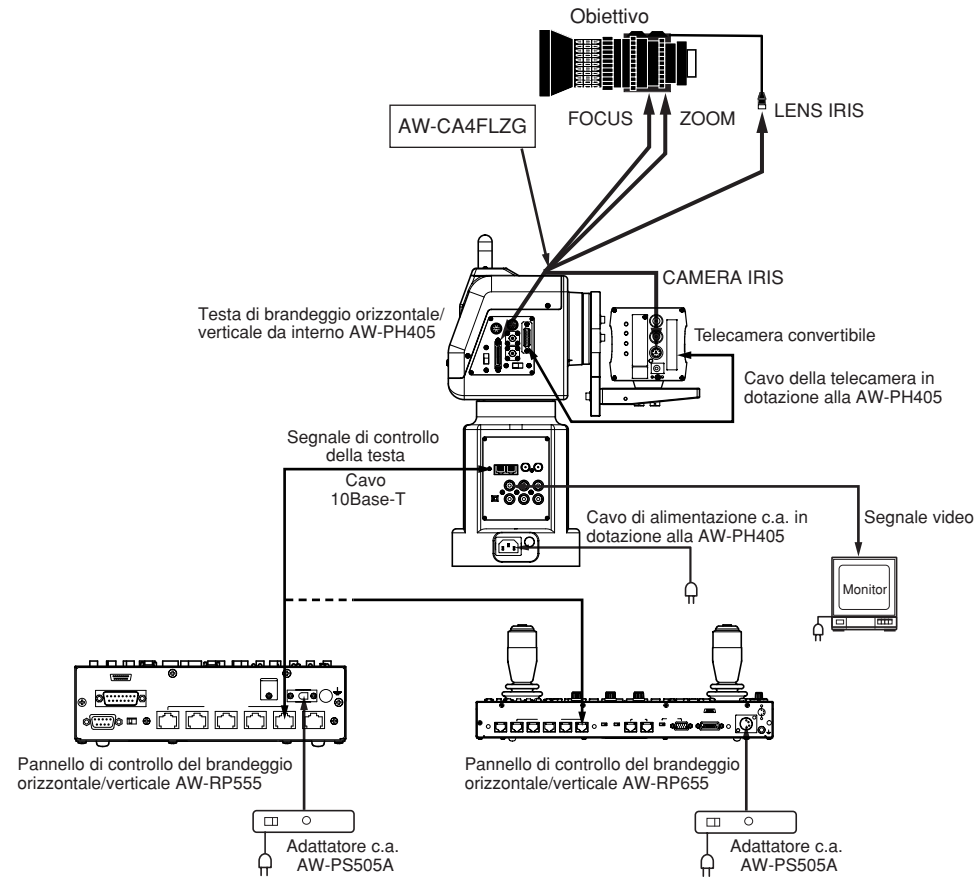 Obiettivo
AW-CA4FLZG
FOCUS
ZOOM
LENS IRIS
CAMERA IRIS
Testa di brandeggio orizzontale/
verticale da interno AW-PH405
Telecamera convertibile
Cavo della telecamera in
dotazione alla AW-PH405
Segnale di controllo
della testa
Cavo
10Base-T
Cavo di alimentazione c.a. in
dotazione alla AW-PH405
Segnale video
Monitor
Pannello di controllo del brandeggio
orizzontale/verticale AW-RP555
Pannello di controllo del brandeggio
orizzontale/verticale AW-RP655
Adattatore c.a.
AW-PS505A
Adattatore c.a.
AW-PS505A